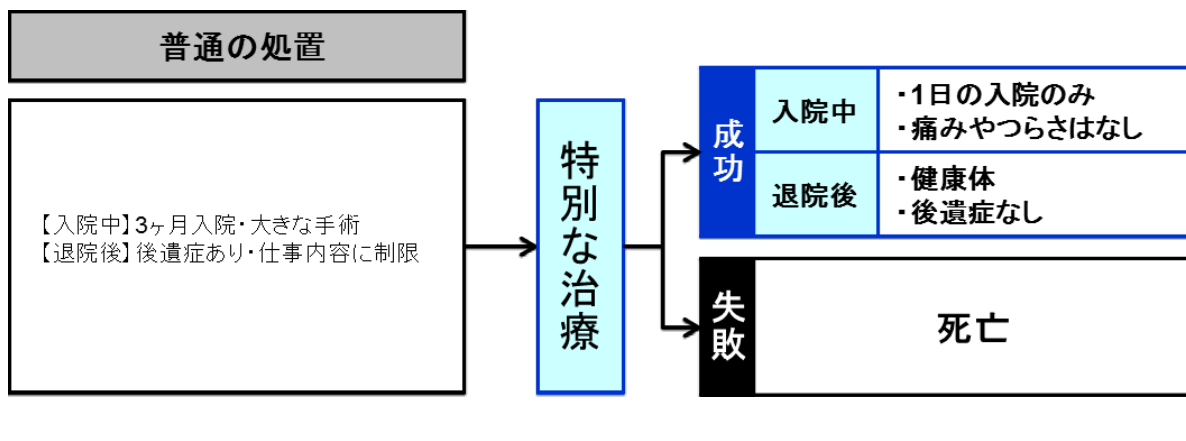 普通の処置
【入院中】3ヶ月入院・大きな手術
【退院後】後遺症あり・仕事内容に制限
特別な治療
成功
入院中
・1日の入院のみ
・痛みやつらさはなし
退院後
・健康体
・後遺症なし
失敗
死亡